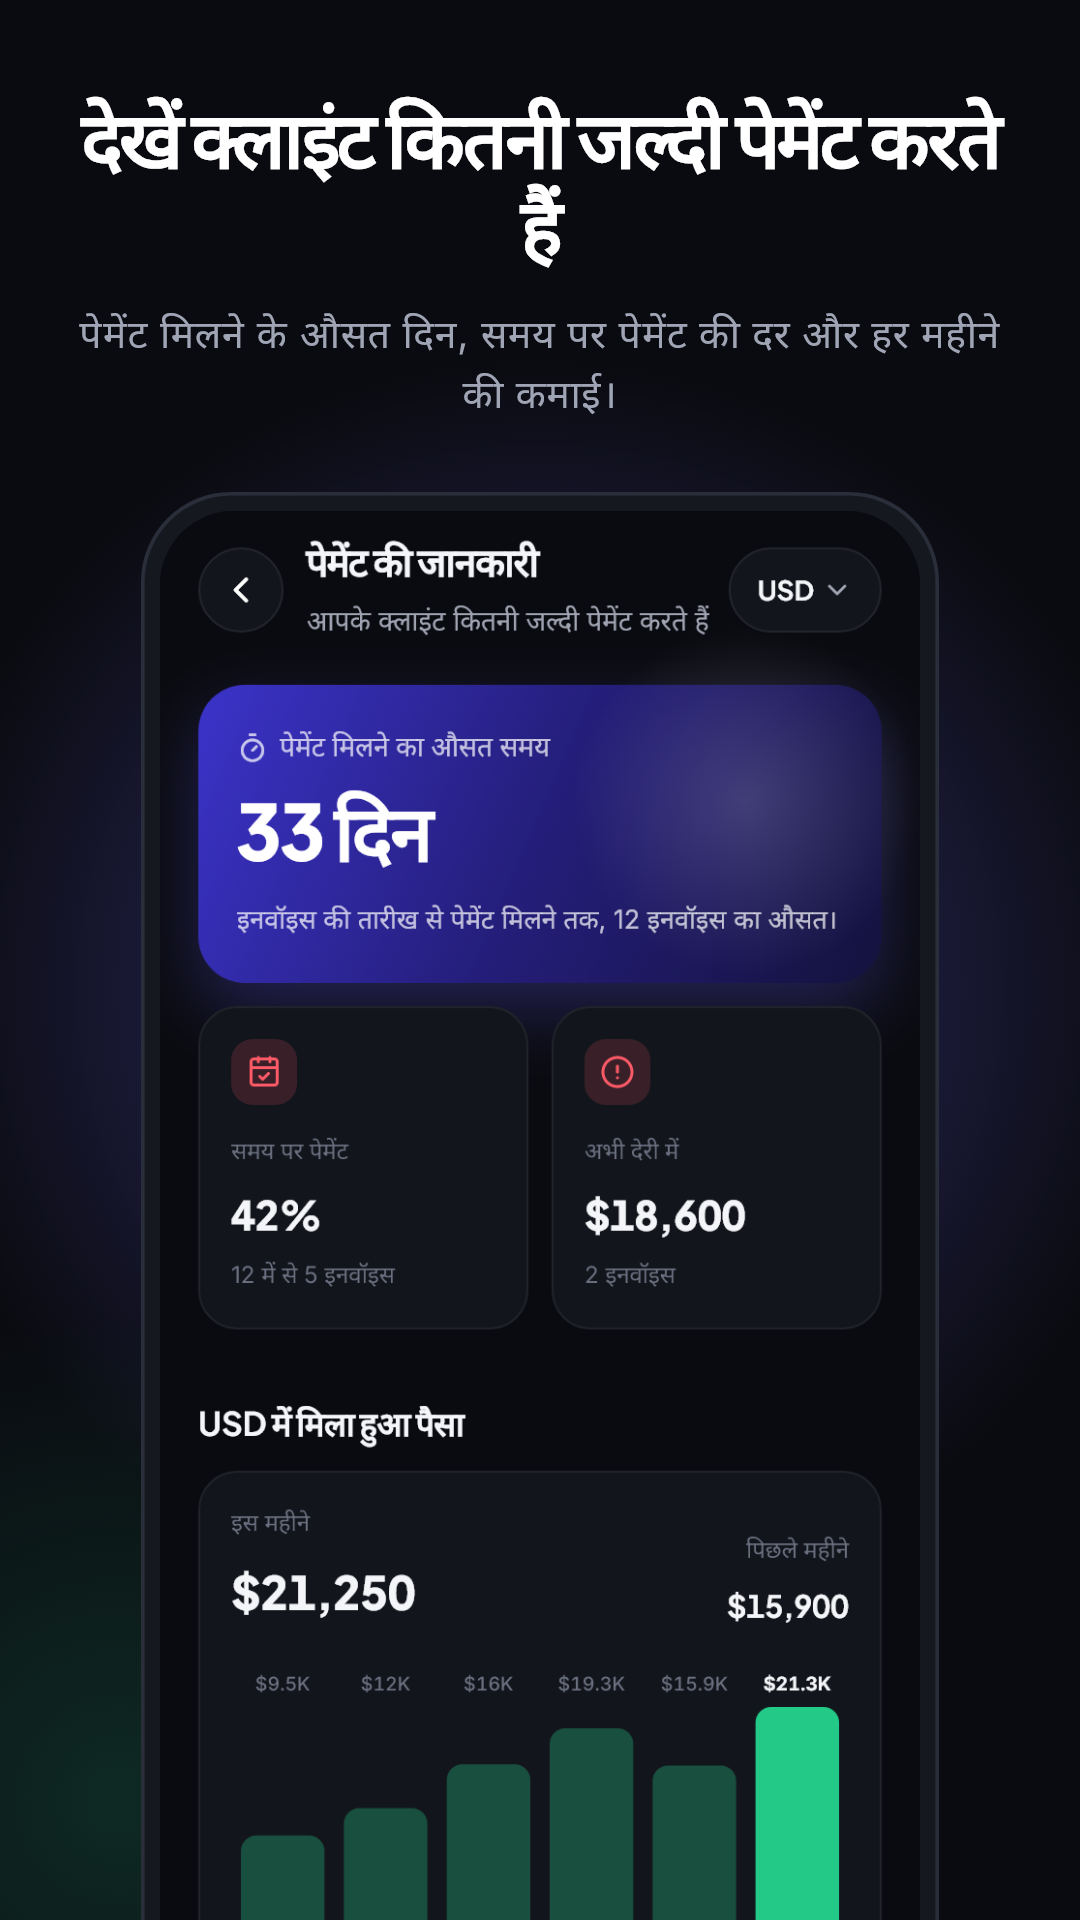 देखें क्लाइंट कितनी जल्दी पेमेंट करते
हैं
पेमेंट मिलने के औसत दिन, समय पर पेमेंट की दर और हर महीने
की कमाई।
पेमेंट की जानकारी
आपके क्लाइंट कितनी जल्दी पेमेंट करते हैं
USD
पेमेंट मिलने का औसत समय
33 दिन
इनवॉइस की तारीख से पेमेंट मिलने तक, 12 इनवॉइस का औसत।
समय पर पेमेंट
42%
12 में से 5 इनवॉइस
अभी देरी में
$18,600
2 इनवॉइस
USD में मिला हुआ पैसा
इस महीने
$21,250
पिछले महीने
$15,900
$9.5K $12K $16K $19.3K $15.9K $21.3K